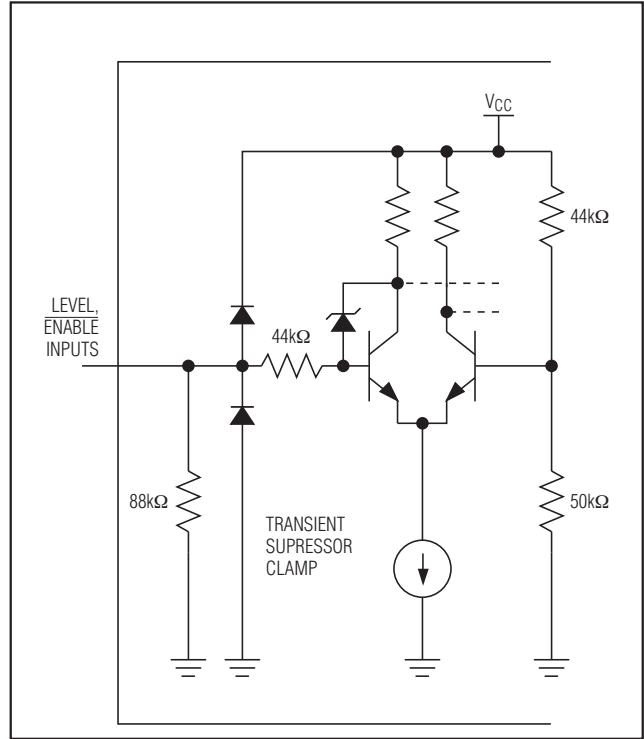 VCC
44kΩ
LEVEL,
ENABLE
INPUTS
44kΩ
88kΩ
TRANSIENT
SUPRESSOR
CLAMP
50kΩ